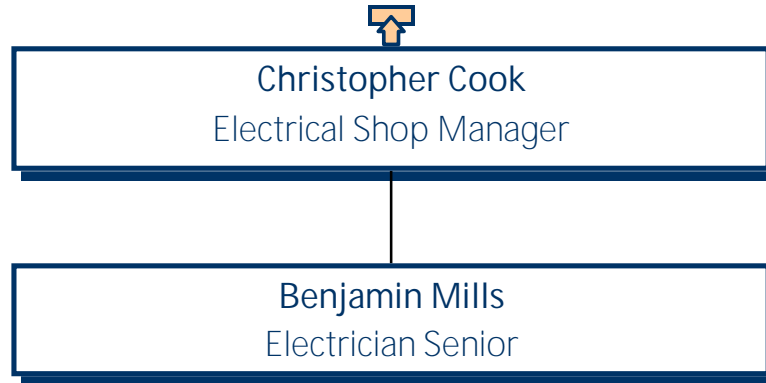 Christopher Cook
Electrical Shop Manager
Benjamin Mills
Electrician Senior